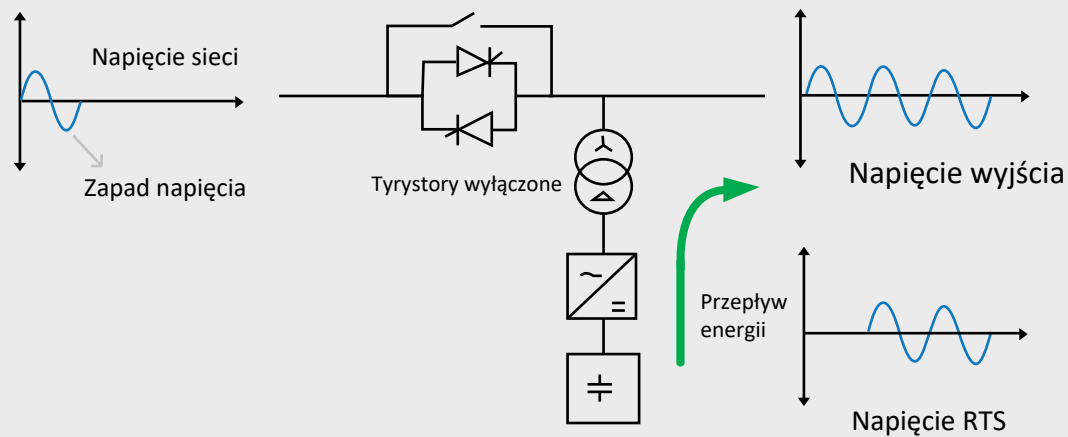 Napięcie sieci
Zapad napięcia
Tyrystory wyłączone
Napięcie wyjścia
Przepływ
energii
Napięcie RTS